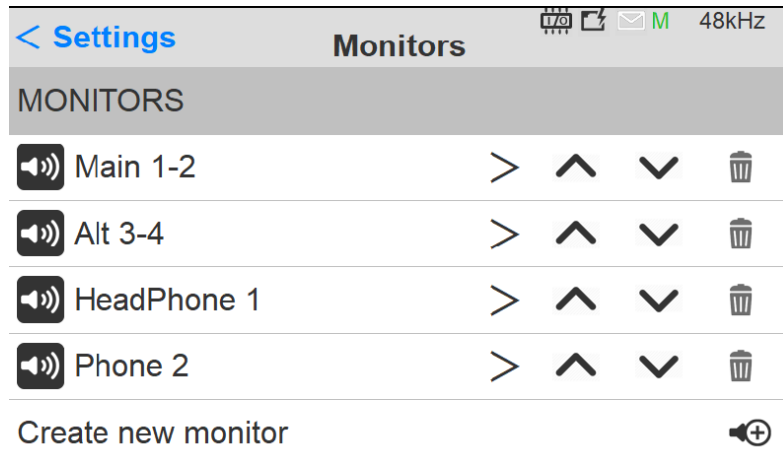 < Settings
Monitors
I/O
M
48kHz
MONITORS
Main 1-2
Alt 3-4
HeadPhone 1
Phone 2
Create new monitor